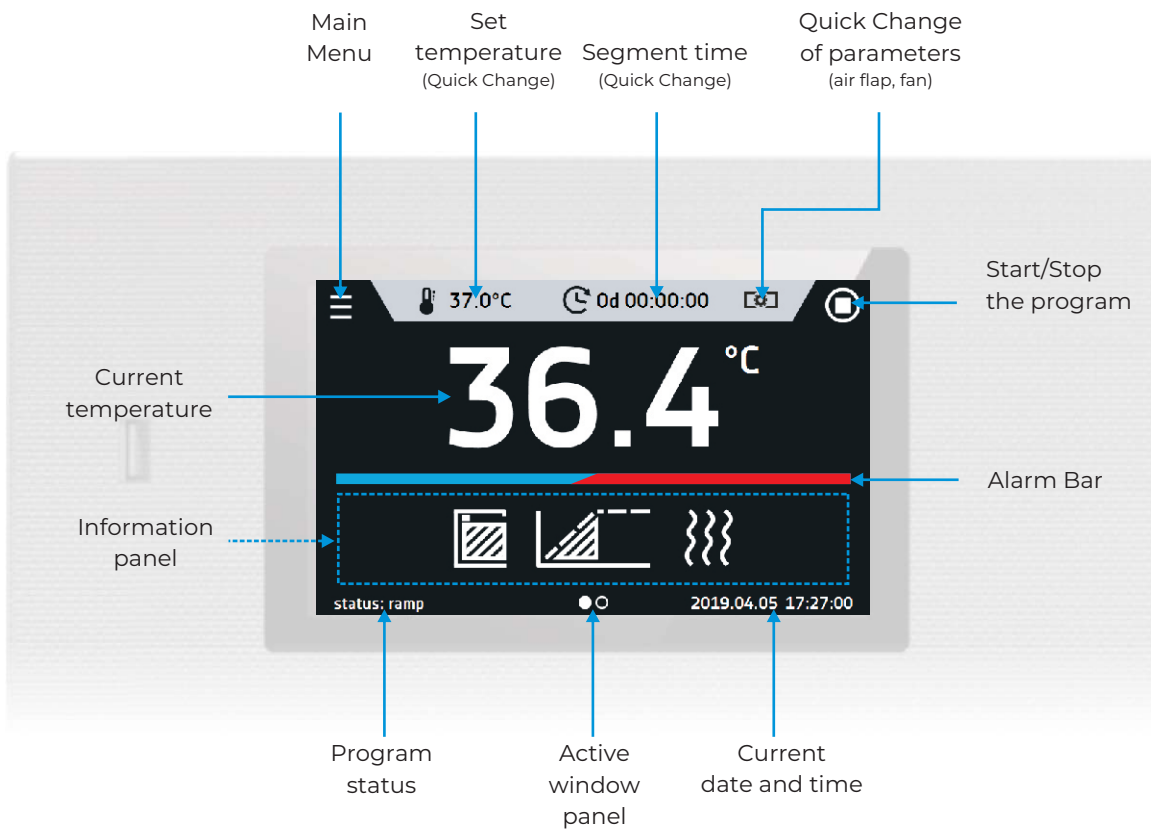 Main
Menu
Set
temperature
(Quick Change)
Segment time
(Quick Change)
Quick Change
of parameters
(air flap, fan)
Start/Stop
the program
37.0°C
0d 00:00:00
36.4 °C
Current
temperature
Alarm Bar
Information
panel
status: ramp
2019.04.05 17:27:00
Program
status
Active
window
panel
Current
date and time